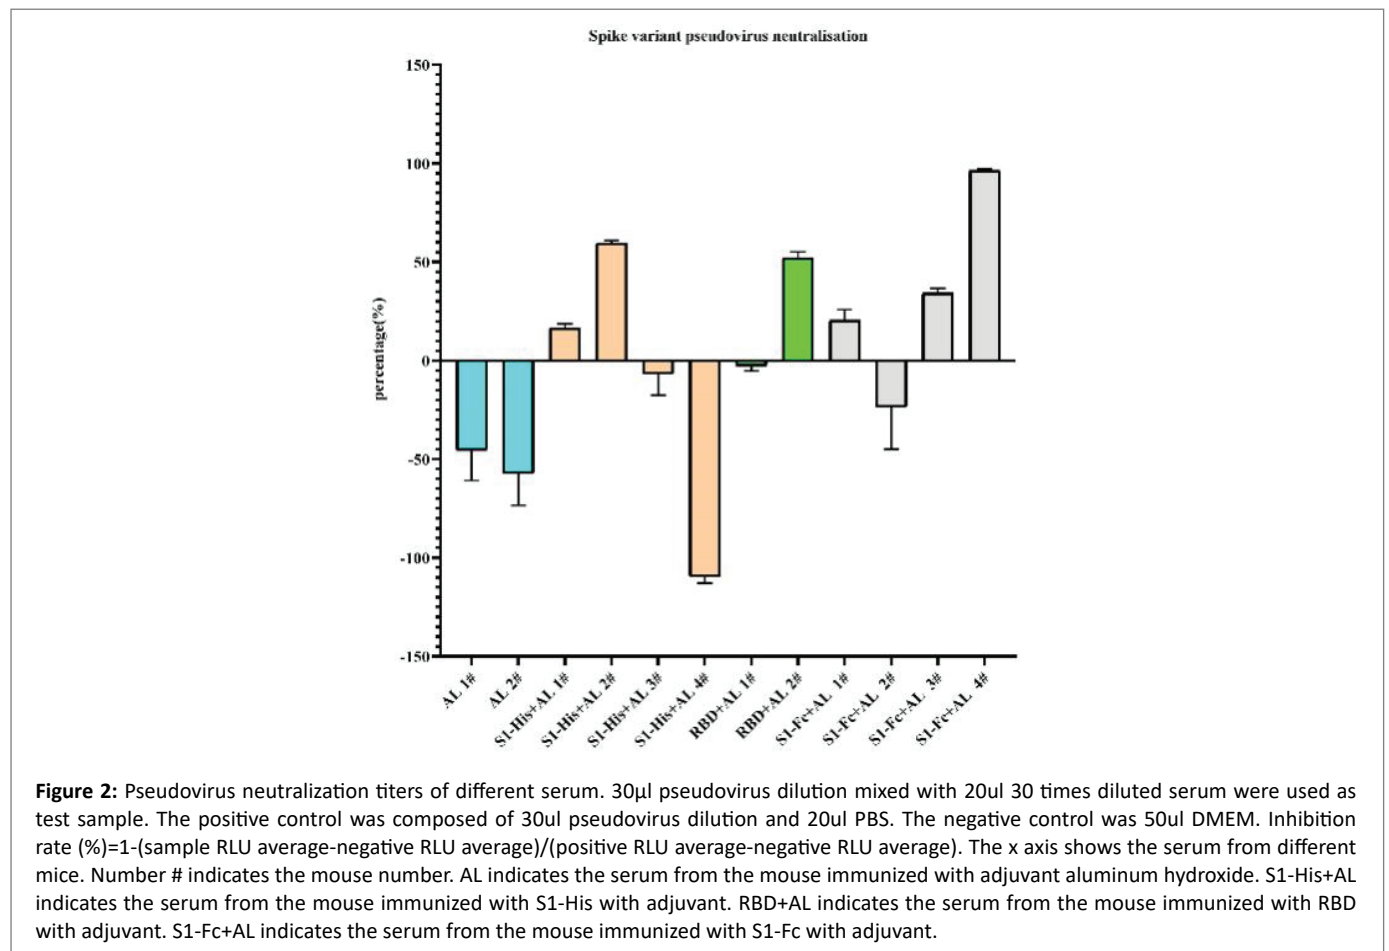 Spike variant pseudovirus neutralisation
150
100
50
0
-50
-100
-150
percentage(%)
AL 1#
AL 2#
S1-His+AL 1#
S1-His+AL 2#
S1-His+AL 3#
S1-His+AL 4#
RBD+AL 1#
RBD+AL 2#
S1-Fc+AL 1#
S1-Fc+AL 2#
S1-Fc+AL 3#
S1-Fc+AL 4#
Figure 2: Pseudovirus neutralization titers of different serum. 30μl pseudovirus dilution mixed with 20ul 30 times diluted serum were used as
test sample. The positive control was composed of 30ul pseudovirus dilution and 20ul PBS. The negative control was 50ul DMEM. Inhibition
rate (%)=1-(sample RLU average-negative RLU average)/(positive RLU average-negative RLU average). The x axis shows the serum from different
mice. Number # indicates the mouse number. AL indicates the serum from the mouse immunized with adjuvant aluminum hydroxide. S1-His+AL
indicates the serum from the mouse immunized with S1-His with adjuvant. RBD+AL indicates the serum from the mouse immunized with RBD
with adjuvant. S1-Fc+AL indicates the serum from the mouse immunized with S1-Fc with adjuvant.